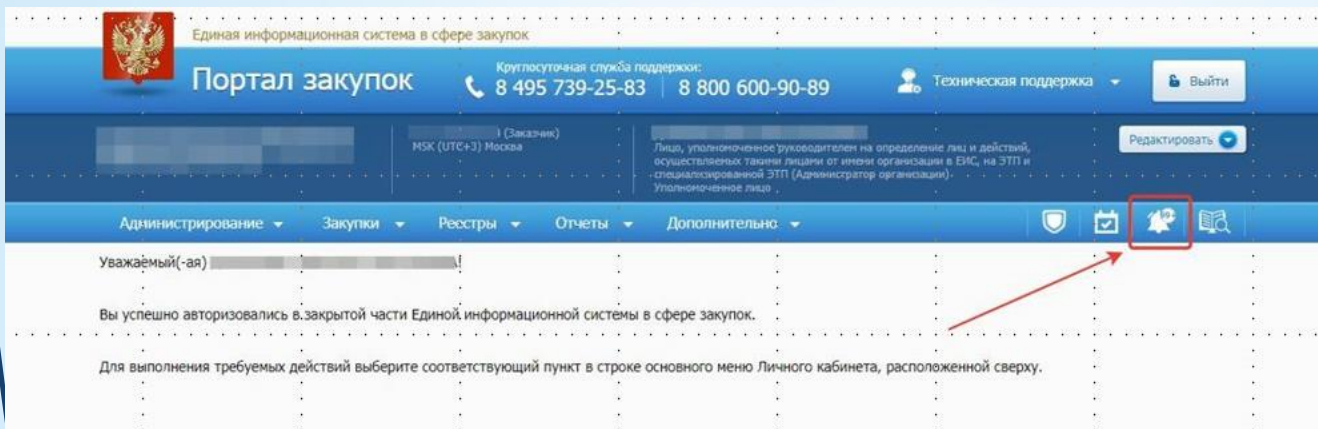 Единая информационная система в сфере закупок
Портал закупок
Круглосуточная служба поддержки:
8 495 739-25-83 | 8 800 600-90-89
Техническая поддержка
Выйти
(Заказчик)
MSK (UTC+3) Москва
Лицо, уполномоченное руководителем на определение лиц и действий,
осуществляемых такими лицами от имени организации в ЕИС, на ЭТП и
специализированной ЭТП (Администратор организации)
Уполномоченное лицо
Редактировать
Администрирование
Закупки
Реестры
Отчеты
Дополнительно
Уважаемый(-ая) !
Вы успешно авторизовались в закрытой части Единой информационной системы в сфере закупок.
Для выполнения требуемых действий выберите соответствующий пункт в строке основного меню Личного кабинета, расположенной сверху.